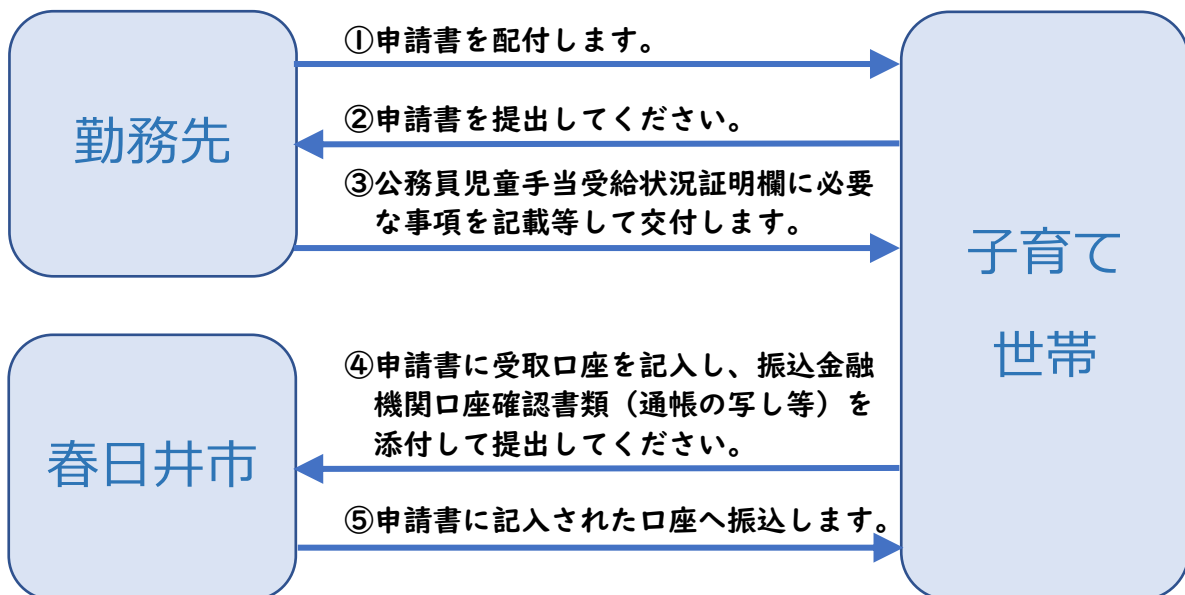 勤務先
①申請書を配付します。
②申請書を提出してください。
③公務員児童手当受給状況証明欄に必要
な事項を記載等して交付します。
子育て
世帯
春日井市
④申請書に受取口座を記入し、振込金融
機関口座確認書類（通帳の写し等）を
添付して提出してください。
⑤申請書に記入された口座へ振込します。